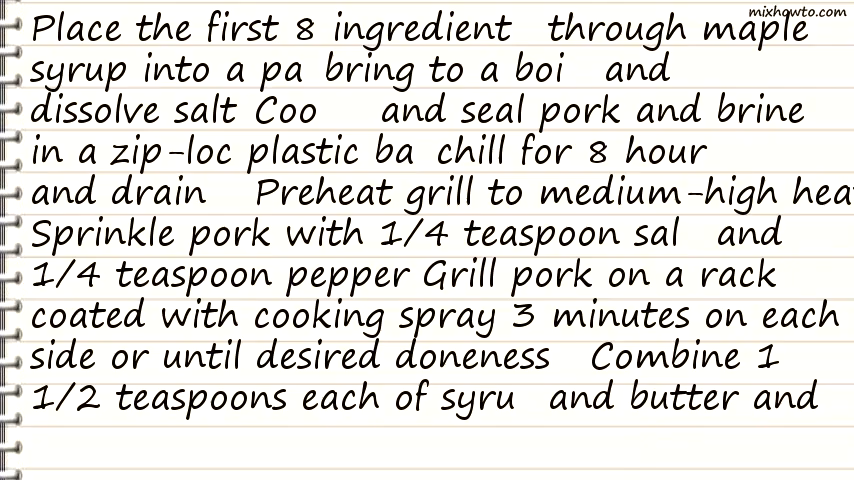 mixhowto.com
Place the first 8 ingredient through maple
syrup into a pa bring to a boi and
dissolve salt Coo and seal pork and brine
in a zip-loc plastic ba chill for 8 hour
and drain Preheat grill to medium-high hea
Sprinkle pork with 1/4 teaspoon sal and
1/4 teaspoon pepper Grill pork on a rack
coated with cooking spray 3 minutes on each
side or until desired doneness Combine 1
1/2 teaspoons each of syru and butter and